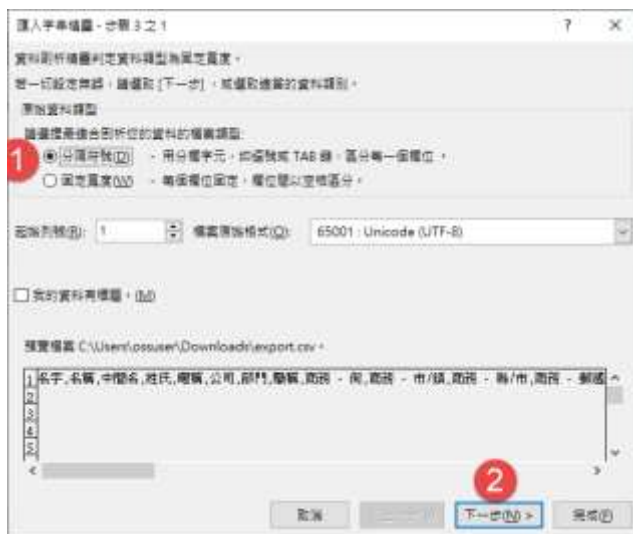 匯入字串精靈 - 步驟 3 之 1
? ×
資料剖析精靈判定資料類型為固定寬度。
若一切設定無誤，請選取 [下一步]，或選取適當的資料類別。
原始資料類型
請選擇最適合剖析您的資料的檔案類型:
1
分隔符號(D) - 用分欄字元，如逗號或 TAB 鍵，區分每一個欄位。
固定寬度(W) - 每個欄位固定，欄位間以空格區分。
起始列號(R): 1 檔案原始格式(O): 65001 : Unicode (UTF-8)
我的資料有標題。(M)
預覽檔案 C:\Users\ossuser\Downloads\export.csv。
1 名字,名稱,中間名,姓氏,暱稱,公司,部門,職稱,商務 - 街,商務 - 市/鎮,商務 - 縣/市,商務 - 郵遞
2
3
4
5
2
取消 下一步(N) > 完成(F)